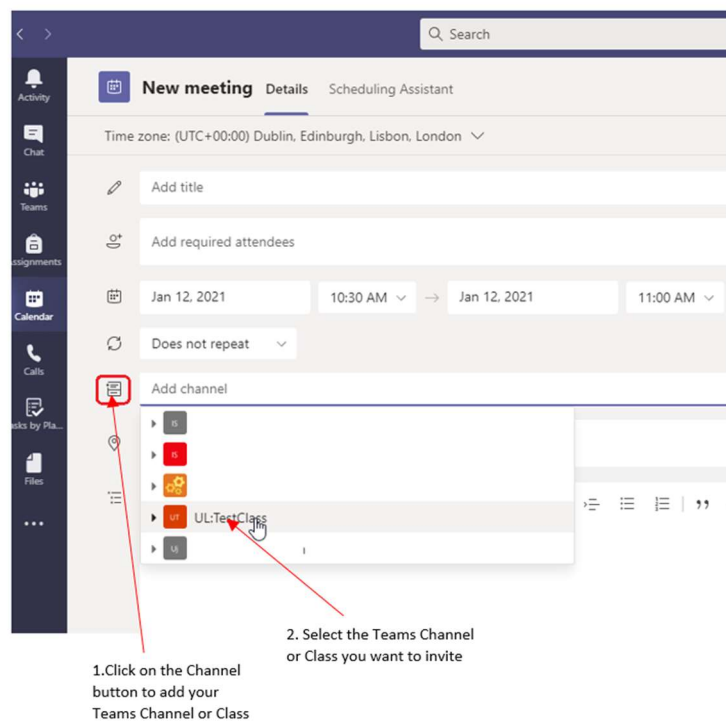 Search
Activity
New meeting Details Scheduling Assistant
Time zone: (UTC+00:00) Dublin, Edinburgh, Lisbon, London
Chat
Add title
Teams
Add required attendees
ssignments
Jan 12, 2021 10:30 AM → Jan 12, 2021 11:00 AM
Calendar
Does not repeat
Calls
Add channel
asks by Pla...
IS
IS
Files
UT UL:TestClass
UJ
2. Select the Teams Channel
or Class you want to invite
1.Click on the Channel
button to add your
Teams Channel or Class